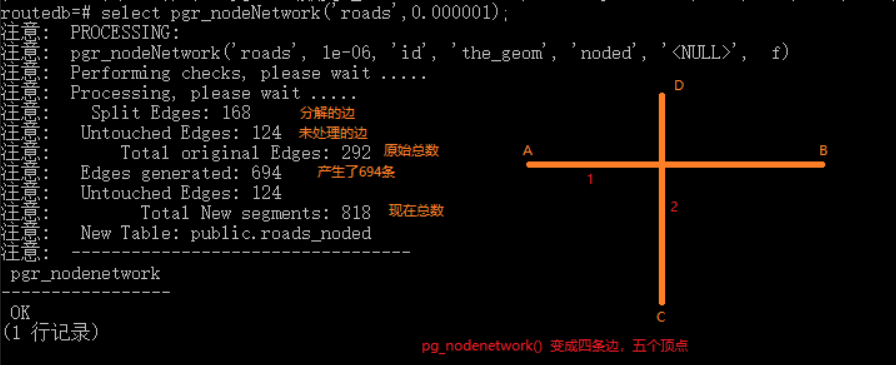 routedb=# select pgr_nodeNetwork('roads',0.000001);
注意:  PROCESSING:
注意:  pgr_nodeNetwork('roads', 1e-06, 'id', 'the_geom', 'noded', '<NULL>',  f)
注意:  Performing checks, please wait .....
注意:  Processing, please wait .....
注意:    Split Edges: 168 分解的边
注意:   Untouched Edges: 124 未处理的边
注意:       Total original Edges: 292 原始总数
注意:   Edges generated: 694 产生了694条
注意:   Untouched Edges: 124
注意:         Total New segments: 818 现在总数
注意:   New Table: public.roads_noded
注意:  ----------------------------------
pgr_nodenetwork
-----------------
OK
(1 行记录)
D
A
B
1
2
C
pg_nodenetwork() 变成四条边，五个顶点